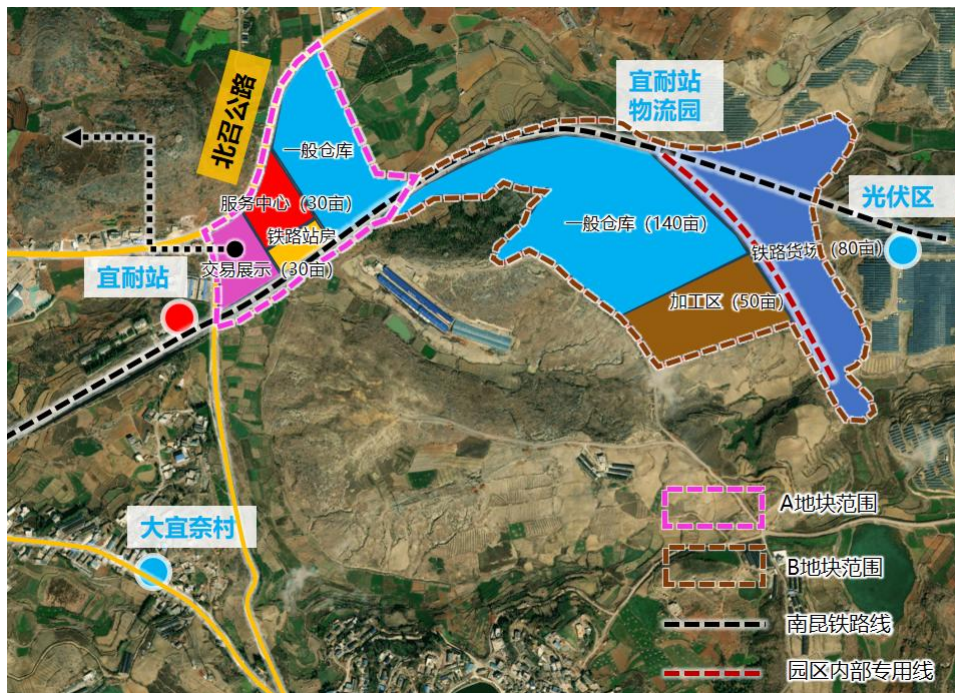 北召公路
宜耐站
物流园
一般仓库
光伏区
服务中心（30亩）
一般仓库（140亩）
铁路站房
铁路货场（80亩）
交易展示（30亩）
宜耐站
加工区（50亩）
A地块范围
大宜奈村
B地块范围
南昆铁路线
园区内部专用线